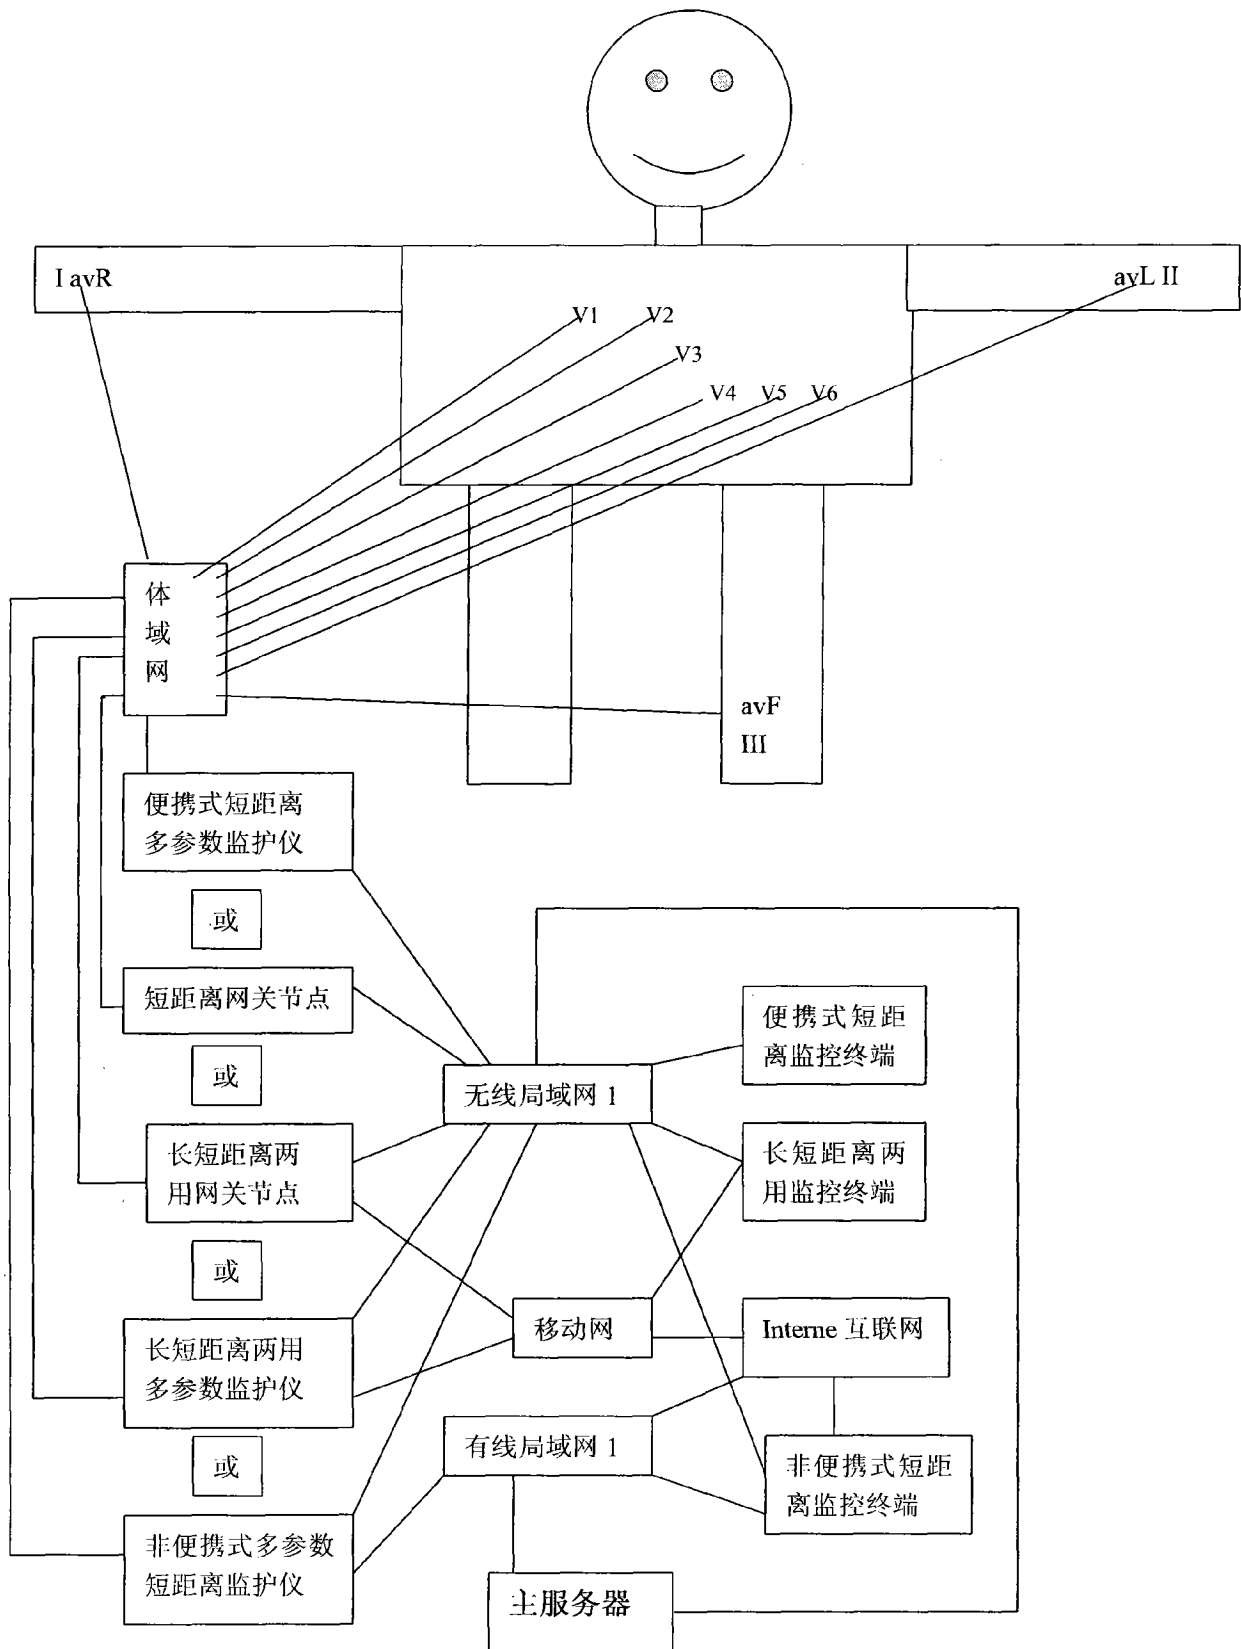 I avR
avL II
V1
V2
V3
V4
V5
V6
体
域
网
avF
III
便携式短距离
多参数监护仪
或
短距离网关节点
或
长短距离两
用网关节点
或
长短距离两用
多参数监护仪
或
非便携式多参数
短距离监护仪
无线局域网 1
移动网
有线局域网 1
主服务器
便携式短距
离监控终端
长短距离两
用监控终端
Interne 互联网
非便携式短距
离监控终端